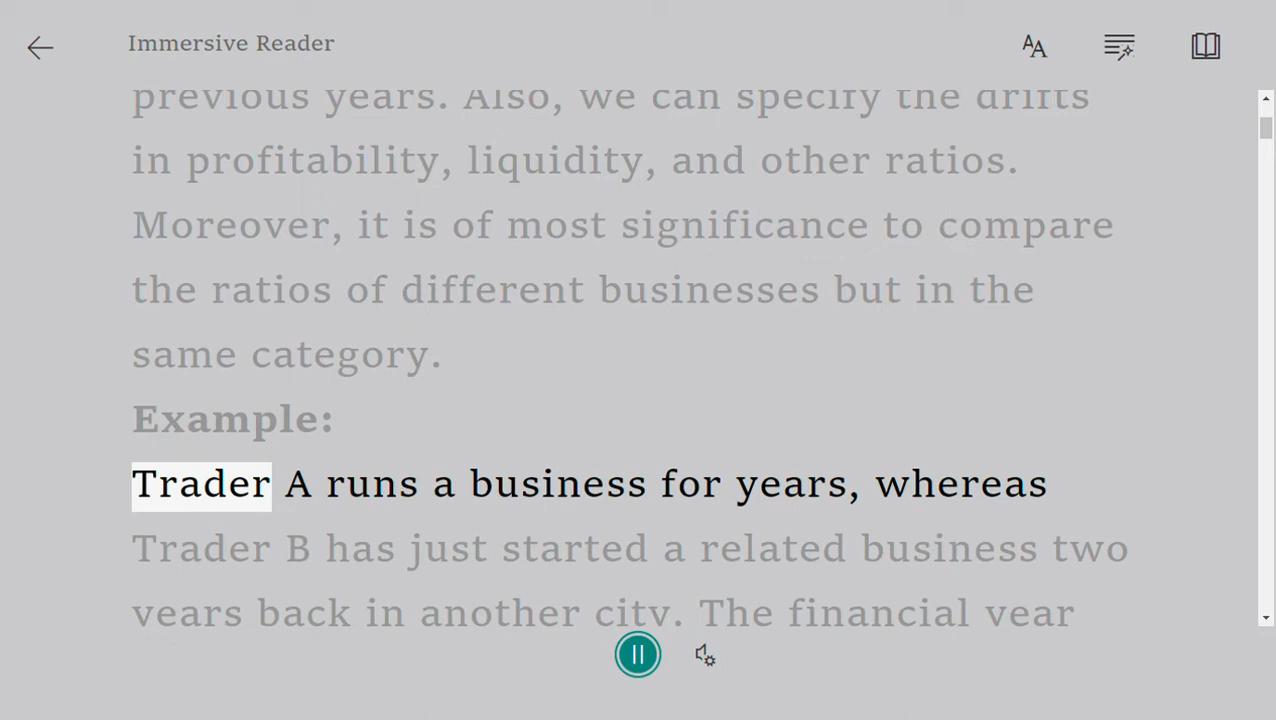 Immersive Reader
previous years. Also, we can specify the drifts
in profitability, liquidity, and other ratios.
Moreover, it is of most significance to compare
the ratios of different businesses but in the
same category.
Example:
Trader A runs a business for years, whereas
Trader B has just started a related business two
years back in another city. The financial year